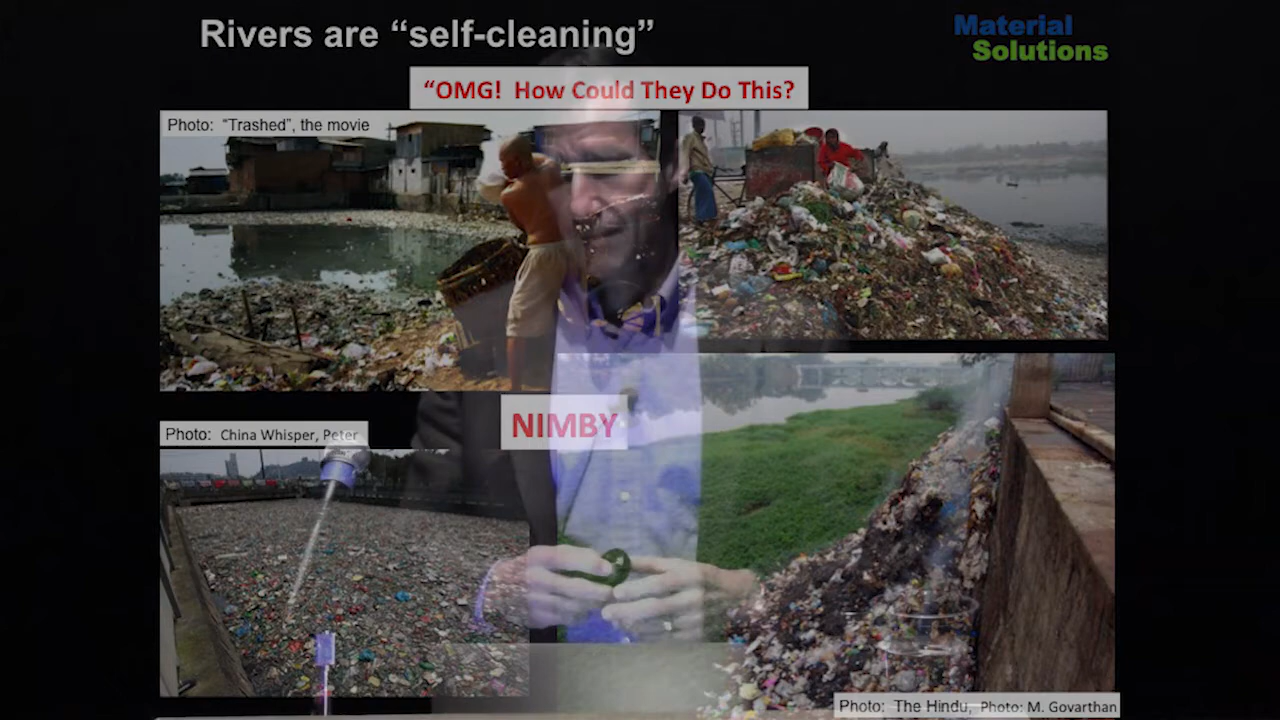 Rivers are “self-cleaning”
Material
Solutions
“OMG!  How Could They Do This?
Photo:  “Trashed”, the movie
NIMBY
Photo:  China Whisper, Peter
Photo:  The Hindu,  Photo: M. Govarthan